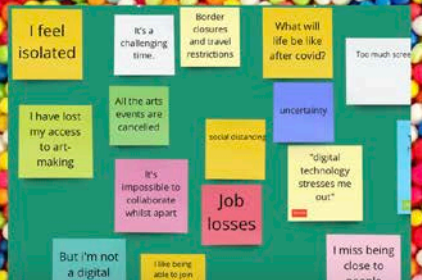 I feel
isolated
It's a
challenging
time.
Border
closures
and travel
restrictions
What will
life be like
after covid?
Too much scree
I have lost
my access
to art-
making
All the arts
events are
cancelled
social distancing
uncertainty
"digital
technology
stresses me
out"
It's
impossible to
collaborate
whilst apart
Job
losses
But i'm not
a digital
I like being
able to join
I miss being
close to
people